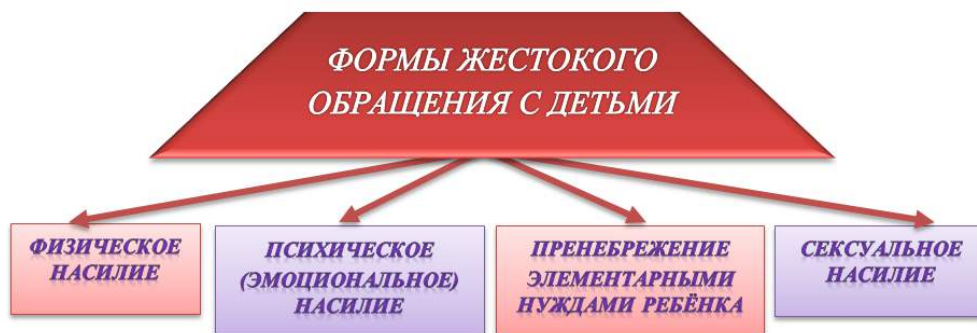 ФОРМЫ ЖЕСТОКОГО
ОБРАЩЕНИЯ С ДЕТЬМИ
ФИЗИЧЕСКОЕ
НАСИЛИЕ
ПСИХИЧЕСКОЕ
(ЭМОЦИОНАЛЬНОЕ)
НАСИЛИЕ
ПРЕНЕБРЕЖЕНИЕ
ЭЛЕМЕНТАРНЫМИ
НУЖДАМИ РЕБЁНКА
СЕКСУАЛЬНОЕ
НАСИЛИЕ